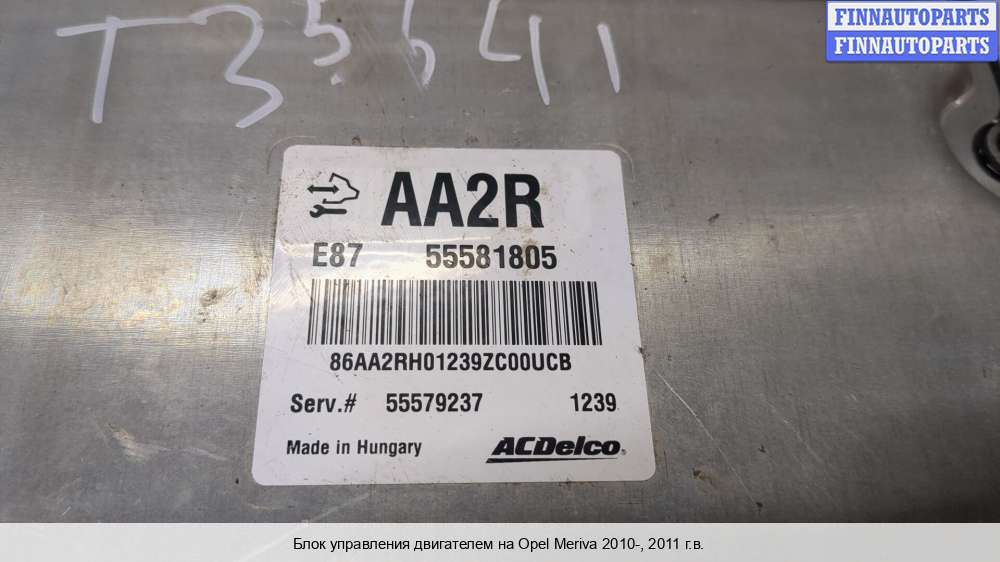 FINNAUTOPARTS
FINNAUTOPARTS
T35541
AA2R
E87 55581805
86AA2RH01239ZC00UCB
Serv.# 55579237 1239
Made in Hungary ACDelco®
Блок управления двигателем на Opel Meriva 2010-, 2011 г.в.